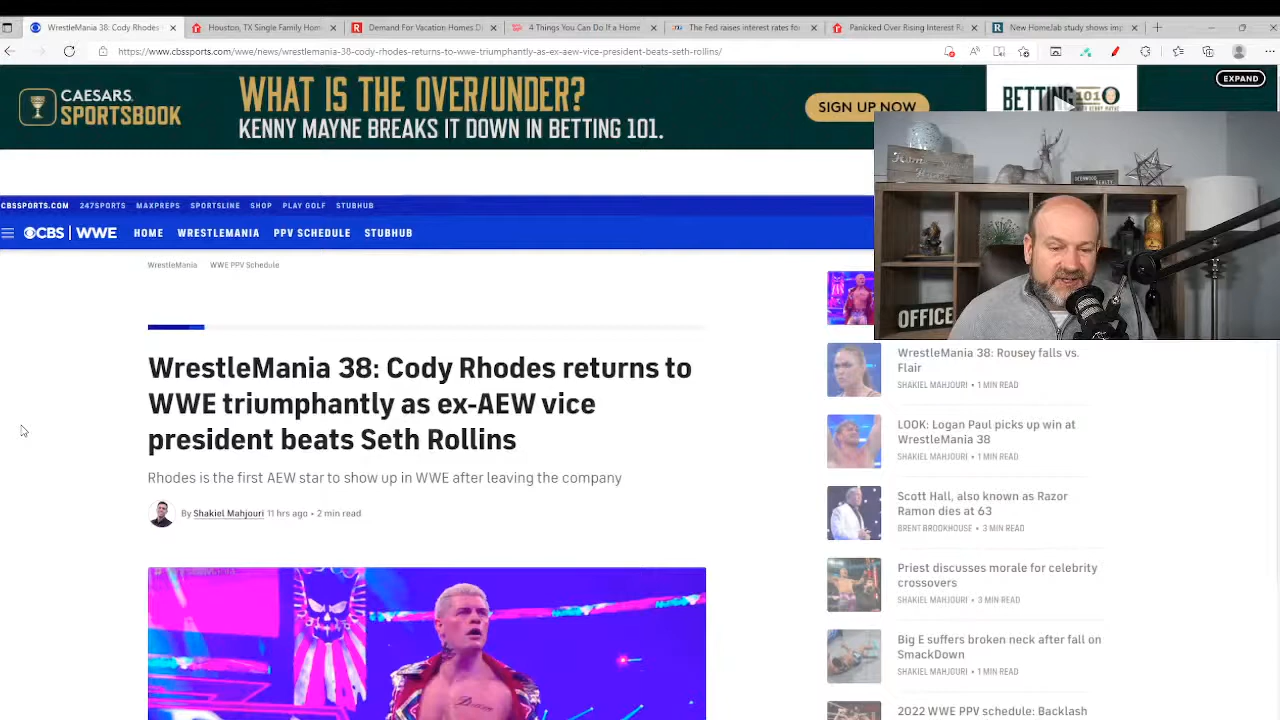 WrestleMania 38: Cody Rhodes
Houston, TX Single Family Hom
Demand For Vacation Homes D
4 Things You Can Do If a Home
The Fed raises interest rates for
Panicked Over Rising Interest R
New HomeJab study shows im
https://www.cbssports.com/wwe/news/wrestlemania-38-cody-rhodes-returns-to-wwe-triumphantly-as-ex-aew-vice-president-beats-seth-rollins/
CAESARS
SPORTSBOOK
WHAT IS THE OVER/UNDER?
KENNY MAYNE BREAKS IT DOWN IN BETTING 101.
SIGN UP NOW
BETTING 101
EXPAND
CBSSPORTS.COM 247SPORTS MAXPREPS SPORTSLINE SHOP PLAY GOLF STUBHUB
CBS | WWE HOME WRESTLEMANIA PPV SCHEDULE STUBHUB
WrestleMania WWE PPV Schedule
WrestleMania 38: Cody Rhodes returns to
WWE triumphantly as ex-AEW vice
president beats Seth Rollins
Rhodes is the first AEW star to show up in WWE after leaving the company
By Shakiel Mahjouri 11 hrs ago • 2 min read
OFFICE
WrestleMania 38: Rousey falls vs.
Flair
SHAKIEL MAHJOURI • 1 MIN READ
LOOK: Logan Paul picks up win at
WrestleMania 38
SHAKIEL MAHJOURI • 1 MIN READ
Scott Hall, also known as Razor
Ramon dies at 63
BRENT BROOKHOUSE • 3 MIN READ
Priest discusses morale for celebrity
crossovers
SHAKIEL MAHJOURI • 3 MIN READ
Big E suffers broken neck after fall on
SmackDown
SHAKIEL MAHJOURI • 1 MIN READ
2022 WWE PPV schedule: Backlash